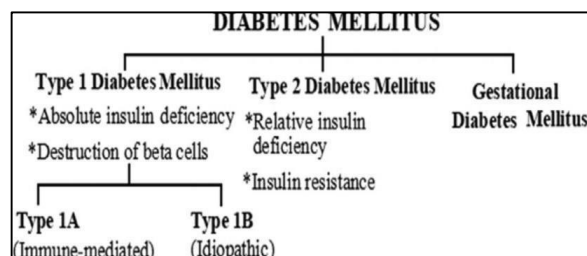 DIABETES MELLITUS
Type 1 Diabetes Mellitus
*Absolute insulin deficiency
*Destruction of beta cells
Type 2 Diabetes Mellitus
*Relative insulin
deficiency
*Insulin resistance
Gestational
Diabetes Mellitus
Type 1A
(Immune-mediated)
Type 1B
(Idiopathic)